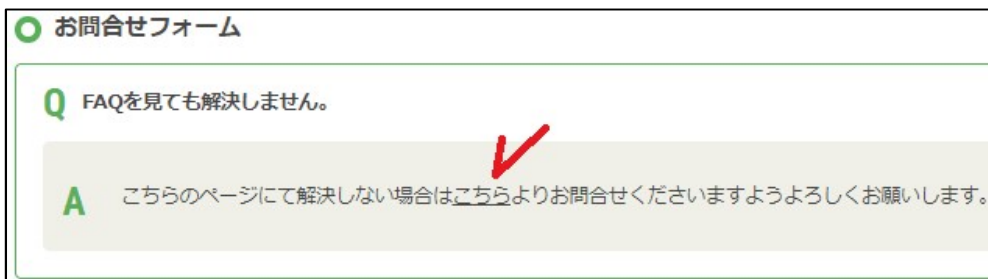 お問合せフォーム
Q FAQを見ても解決しません。
A こちらのページにて解決しない場合はこちらよりお問合せくださいますようよろしくお願いします。